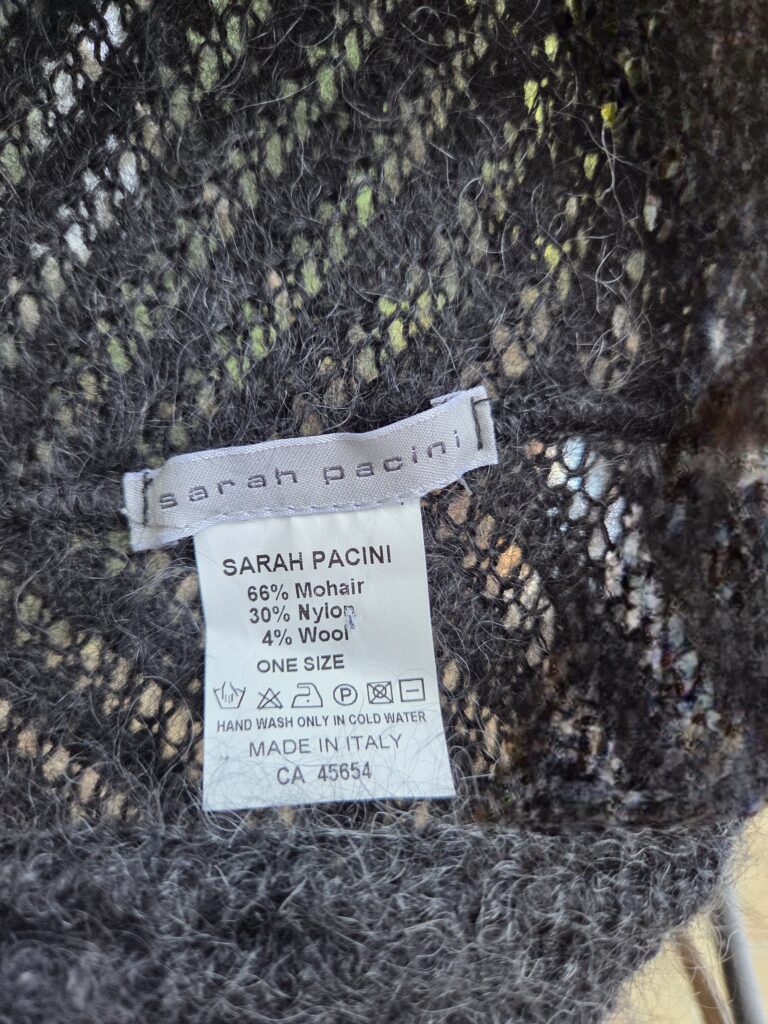 sarah pacini
SARAH PACINI
66% Mohair
30% Nylon
4% Wool
ONE SIZE
P
HAND WASH ONLY IN COLD WATER
MADE IN ITALY
CA 45654